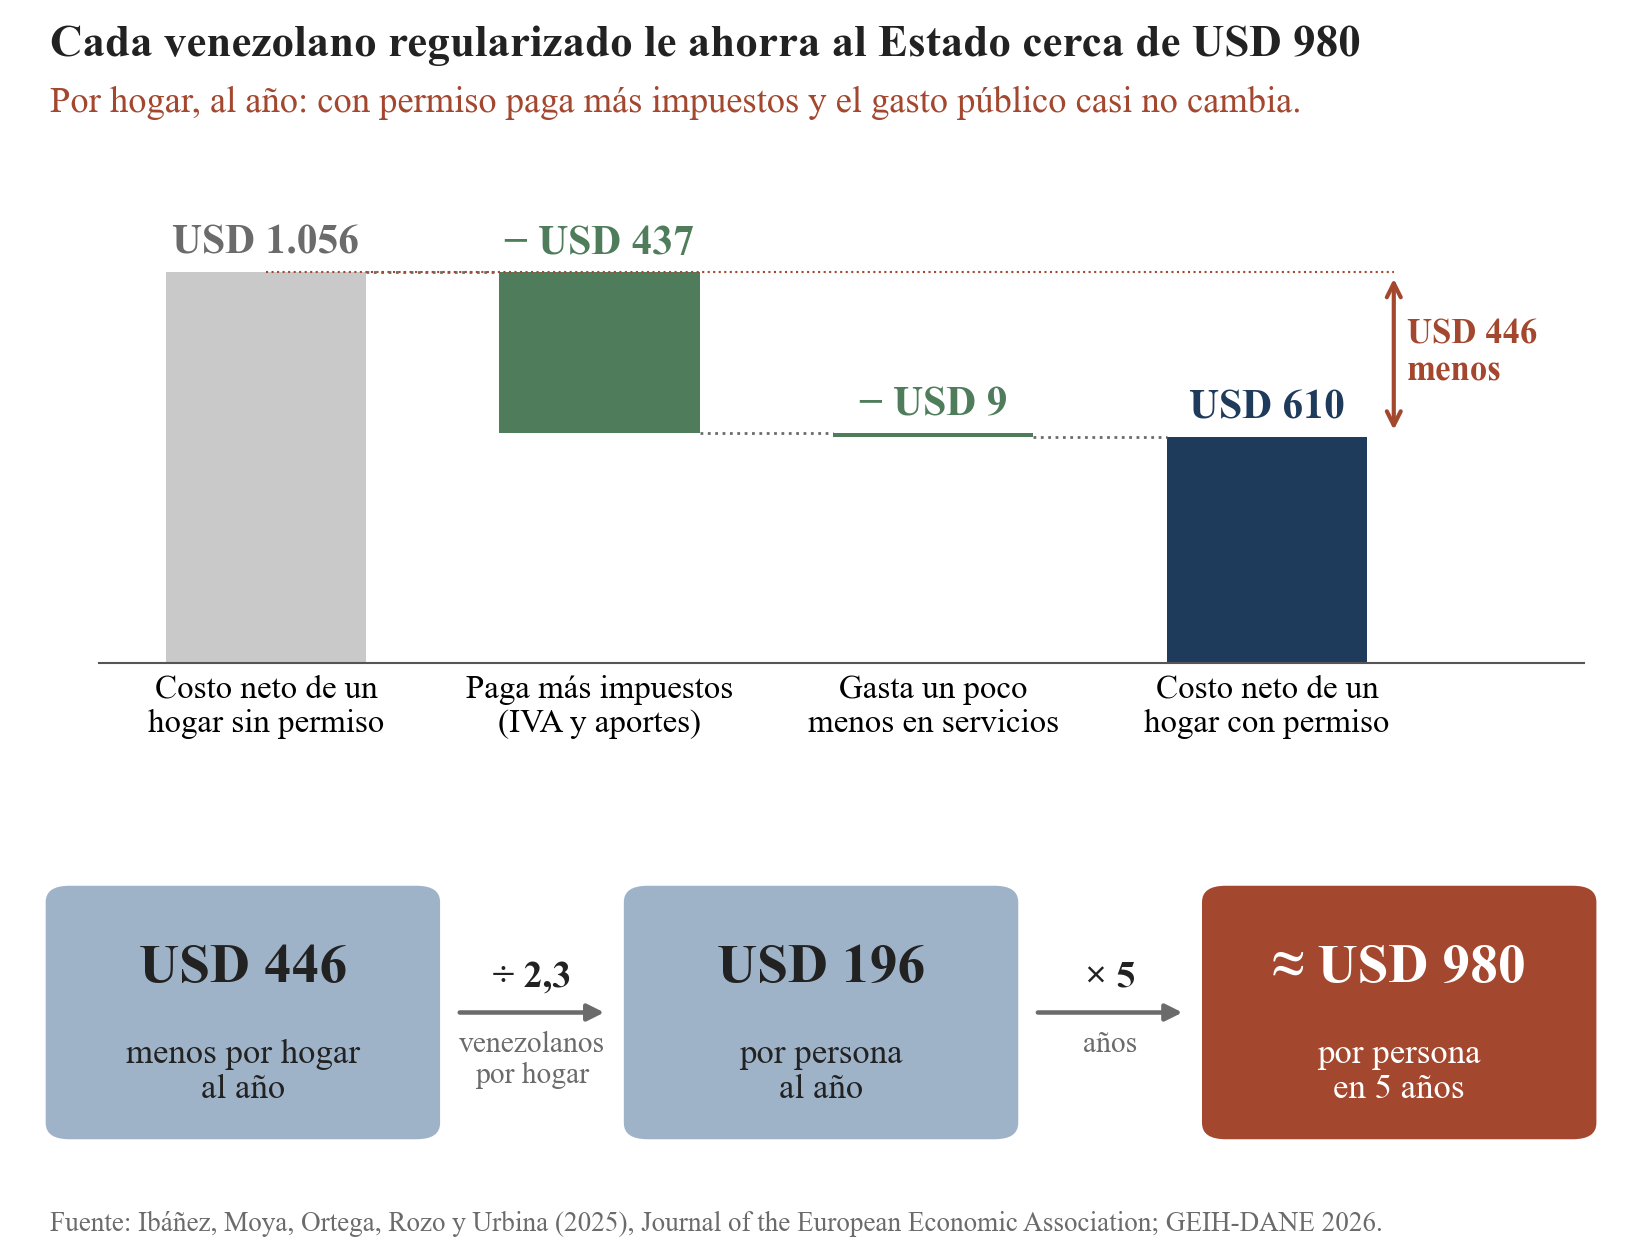 Cada venezolano regularizado le ahorra al Estado cerca de USD 980
Por hogar, al año: con permiso paga más impuestos y el gasto público casi no cambia.
USD 1.056
− USD 437
− USD 9
USD 610
USD 446
menos
Costo neto de un
hogar sin permiso
Paga más impuestos
(IVA y aportes)
Gasta un poco
menos en servicios
Costo neto de un
hogar con permiso
USD 446
menos por hogar
al año
÷ 2,3
venezolanos
por hogar
USD 196
por persona
al año
× 5
años
≈ USD 980
por persona
en 5 años
Fuente: Ibáñez, Moya, Ortega, Rozo y Urbina (2025), Journal of the European Economic Association; GEIH-DANE 2026.